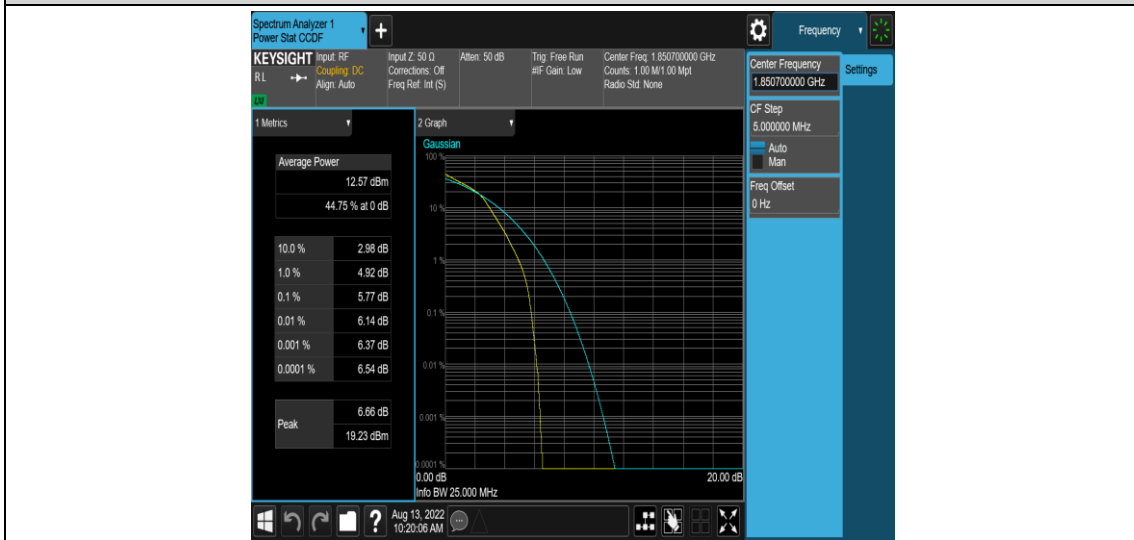 Spectrum Analyzer 1
Power Stat CCDF
+
Frequency
KEYSIGHT
RL
LXI
Input: RF
Coupling: DC
Align: Auto
Input Z: 50 Ω
Corrections: Off
Freq Ref: Int (S)
Atten: 50 dB
Trig: Free Run
#IF Gain: Low
Center Freq: 1.850700000 GHz
Counts: 1.00 M/1.00 Mpt
Radio Std: None
Center Frequency
1.850700000 GHz
Settings
CF Step
5.000000 MHz
Auto
Man
Freq Offset
0 Hz
1 Metrics
Average Power
12.57 dBm
44.75 % at 0 dB
10.0 % 2.98 dB
1.0 % 4.92 dB
0.1 % 5.77 dB
0.01 % 6.14 dB
0.001 % 6.37 dB
0.0001 % 6.54 dB
Peak 6.66 dB
19.23 dBm
2 Graph
Gaussian
100 %
10 %
1 %
0.1 %
0.01 %
0.001 %
0.0001 %
0.00 dB 20.00 dB
Info BW 25.000 MHz
?
Aug 13, 2022
10:20:06 AM